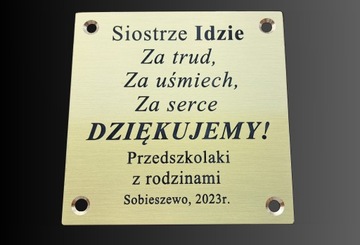 Siostrze Idzie
Za trud,
Za uśmiech,
Za serce
DZIĘKUJEMY!
Przedszkolaki
z rodzinami
Sobieszewo, 2023r.